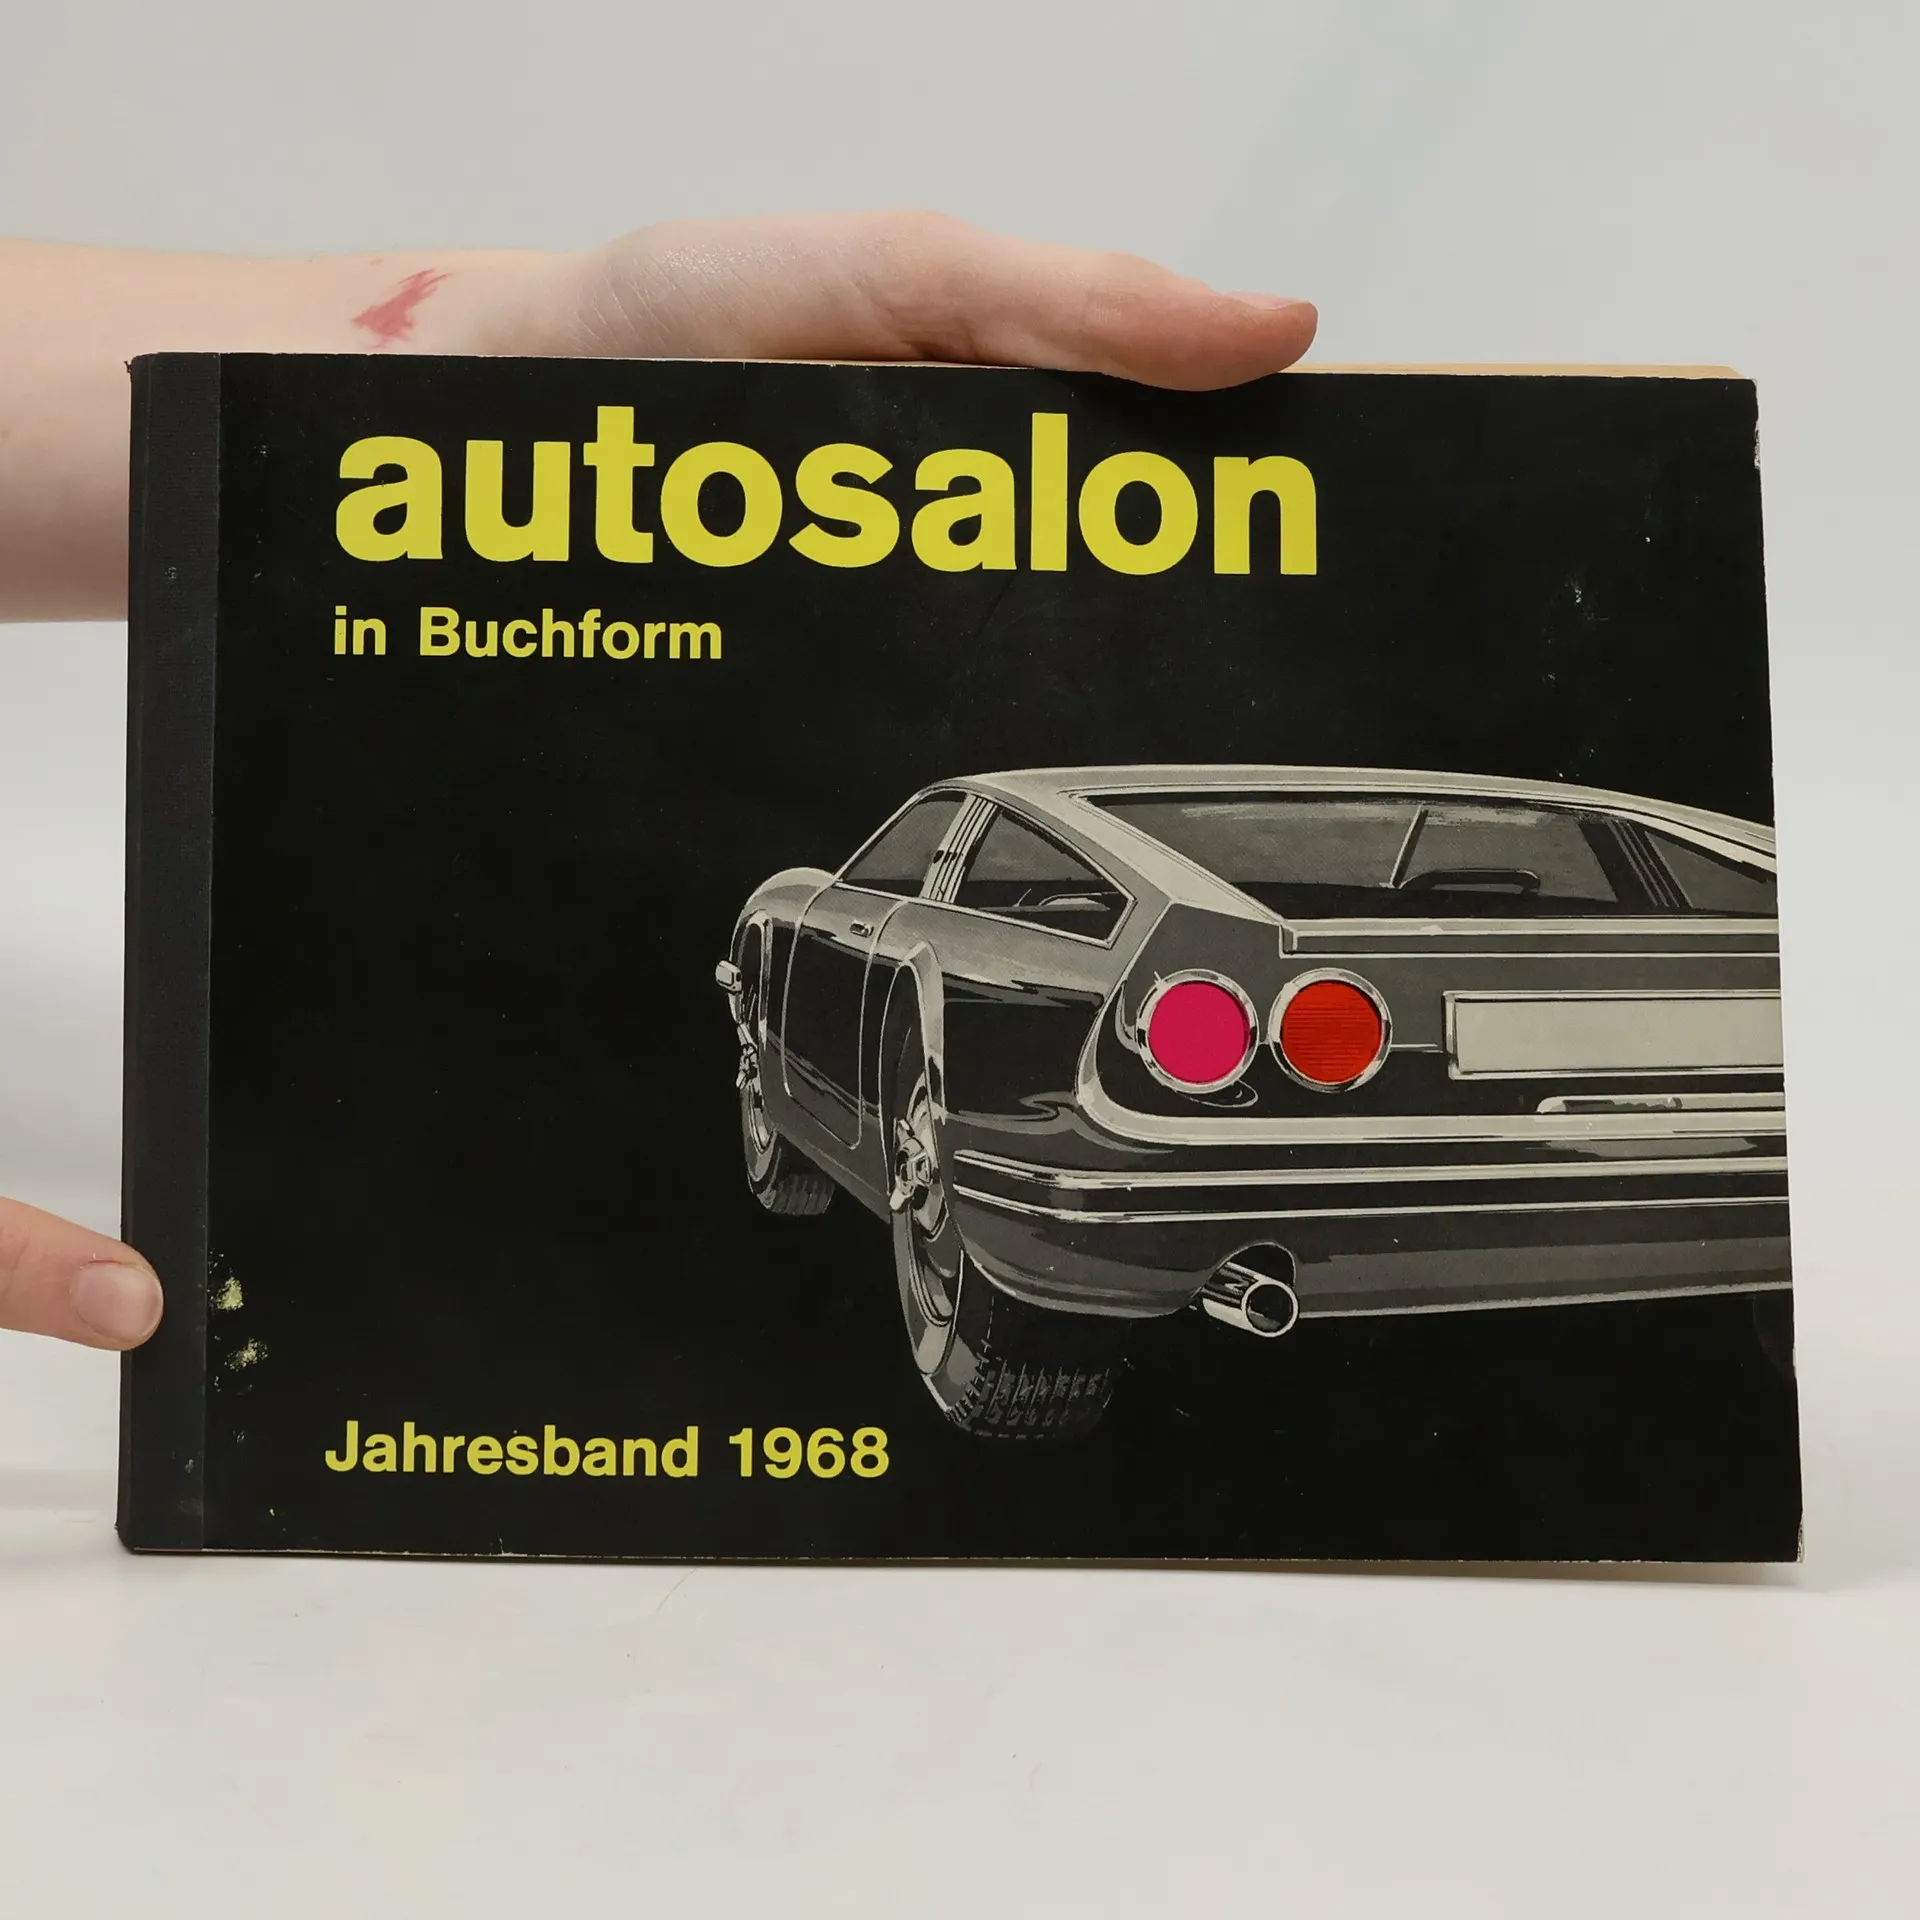 autosalon
in Buchform
Jahresband 1968